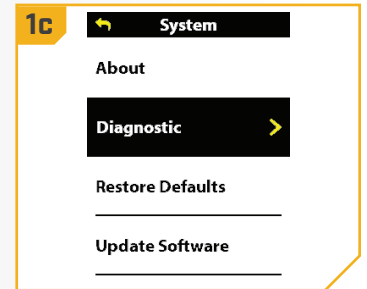 1c
System
About
Diagnostic
Restore Defaults
Update Software